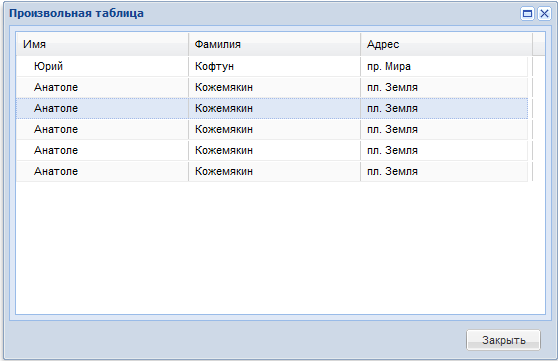 Произвольная таблица
Имя Фамилия Адрес
Юрий Кофтун пр. Мира
Анатоле Кожемякин пл. Земля
Анатоле Кожемякин пл. Земля
Анатоле Кожемякин пл. Земля
Анатоле Кожемякин пл. Земля
Анатоле Кожемякин пл. Земля
Закрыть